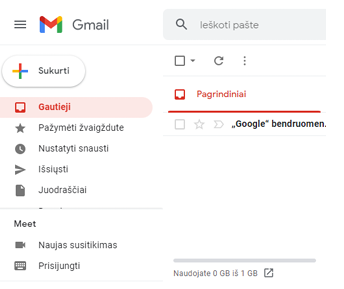 Gmail
Ieškoti pašte
Sukurti
Gautieji
Pažymėti žvaigždute
Nustatyti snausti
Išsiųsti
Juodraščiai
Meet
Naujas susitikimas
Prisijungti
Pagrindiniai
„Google“ bendruomen.
Naudojate 0 GB iš 1 GB